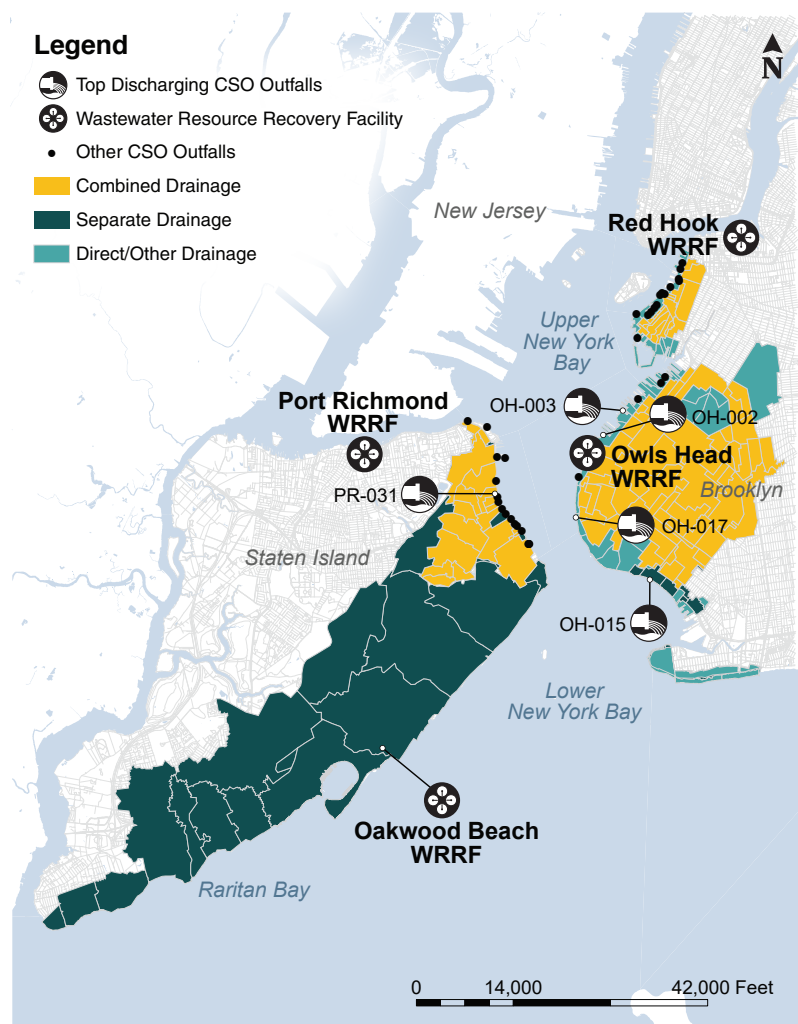 Legend
Top Discharging CSO Outfalls
Wastewater Resource Recovery Facility
Other CSO Outfalls
Combined Drainage
Separate Drainage
Direct/Other Drainage
N
New Jersey
Red Hook
WRRF
Upper
New York
Bay
Port Richmond
WRRF
OH-003
OH-002
Owls Head
WRRF
Brooklyn
PR-031
OH-017
Staten Island
OH-015
Lower
New York Bay
Oakwood Beach
WRRF
Raritan Bay
0 14,000 42,000 Feet